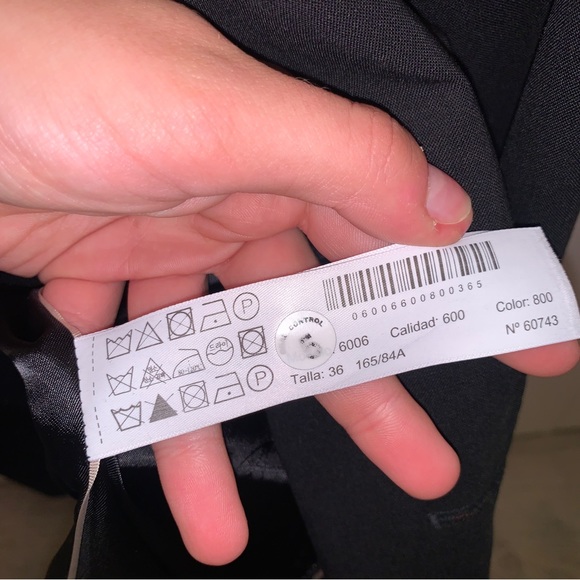 06006600800365
CONTROL
6006 Calidad: 600 Color: 800
Talla: 36 165/84A Nº 60743
P
P